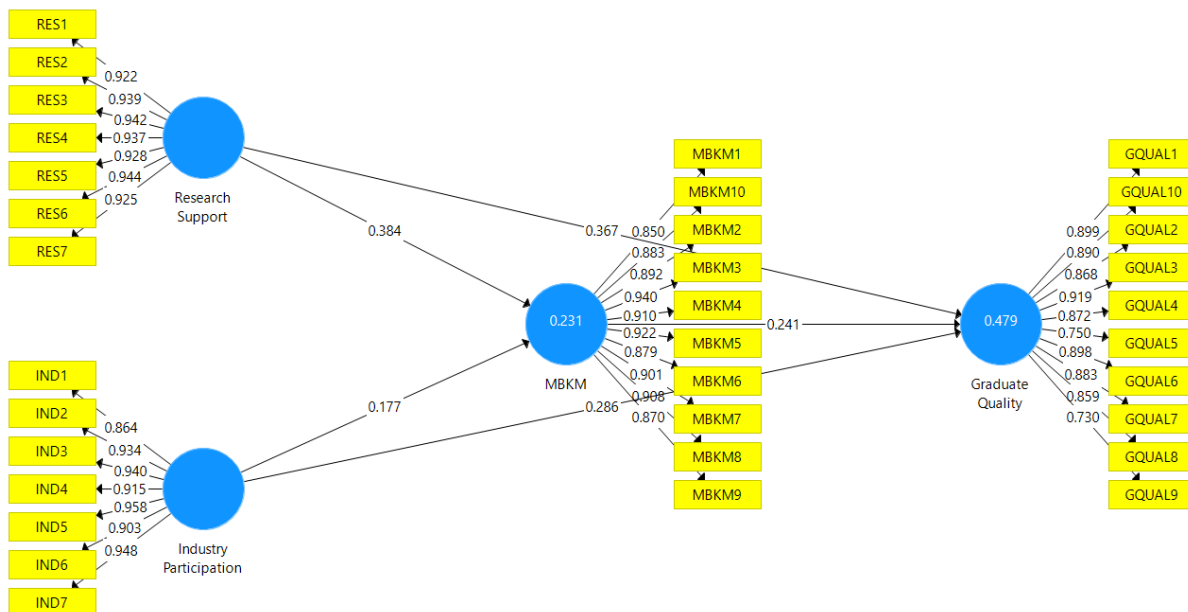 RES1
RES2
RES3
RES4
RES5
RES6
RES7
0.922
0.939
0.942
0.937
0.928
0.944
0.925
Research
Support
0.384
0.367
IND1
IND2
IND3
IND4
IND5
IND6
IND7
0.864
0.934
0.940
0.915
0.958
0.903
0.948
Industry
Participation
0.177
0.286
0.231
MBKM
0.241
0.850
0.883
0.892
0.940
0.910
0.922
0.879
0.901
0.908
0.870
MBKM1
MBKM10
MBKM2
MBKM3
MBKM4
MBKM5
MBKM6
MBKM7
MBKM8
MBKM9
0.479
Graduate
Quality
0.899
0.890
0.868
0.919
0.872
0.750
0.898
0.883
0.859
0.730
GQUAL1
GQUAL10
GQUAL2
GQUAL3
GQUAL4
GQUAL5
GQUAL6
GQUAL7
GQUAL8
GQUAL9